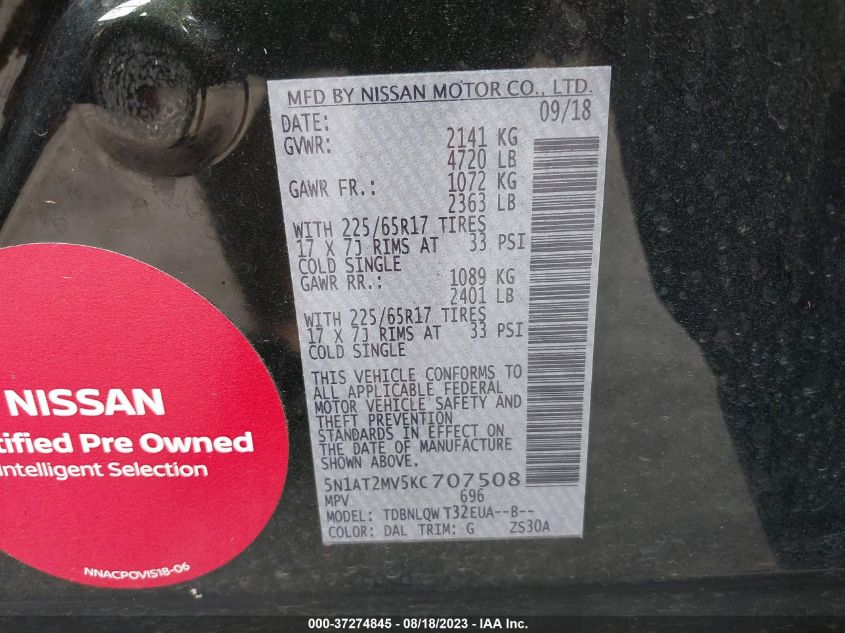 MFD BY NISSAN MOTOR CO., LTD.
DATE: 09/18
GVWR: 2141 KG
4720 LB
GAWR FR.: 1072 KG
2363 LB
WITH 225/65R17 TIRES
17 X 7J RIMS AT 33 PSI
COLD SINGLE
GAWR RR.: 1089 KG
2401 LB
WITH 225/65R17 TIRES
17 X 7J RIMS AT 33 PSI
COLD SINGLE
THIS VEHICLE CONFORMS TO
ALL APPLICABLE FEDERAL
MOTOR VEHICLE SAFETY AND
THEFT PREVENTION
STANDARDS IN EFFECT ON
THE DATE OF MANUFACTURE
SHOWN ABOVE.
5N1AT2MV5KC707508
MPV 696
MODEL: TDBNLQW T32EUA--B--
COLOR: DAL TRIM: G ZS30A
NISSAN
tified Pre Owned
Intelligent Selection
NNACPOVIS18-06
000-37274845 - 08/18/2023 - IAA Inc.